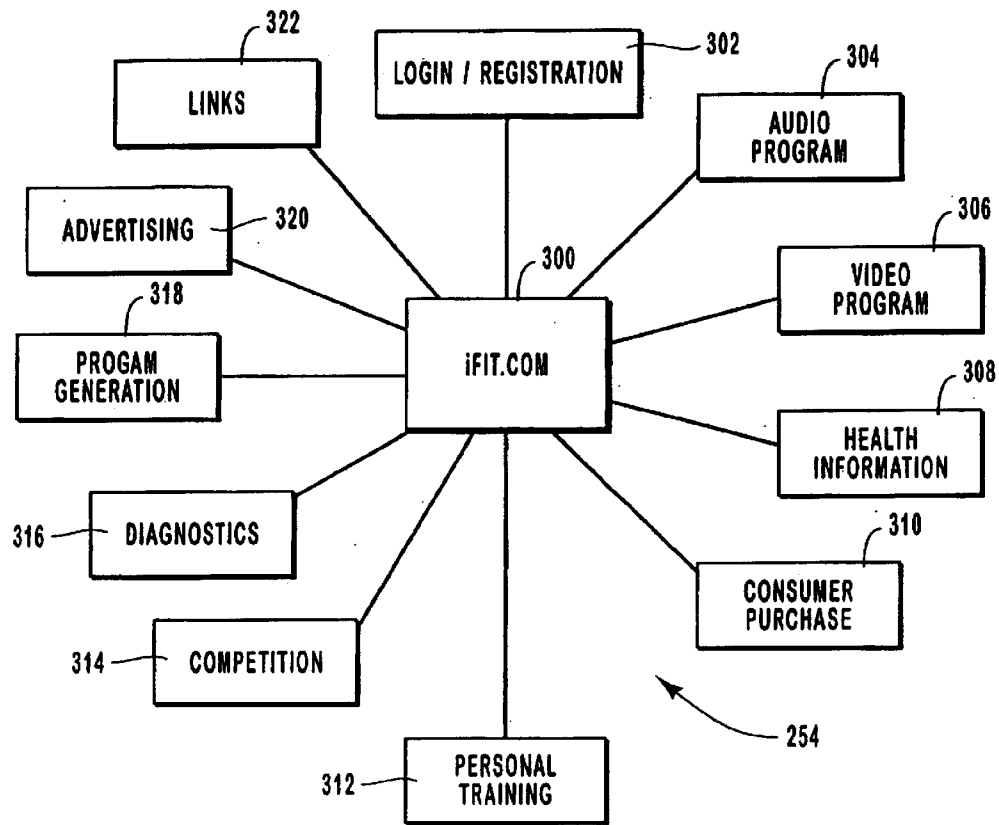 322
302
LOGIN / REGISTRATION
304
LINKS
AUDIO
PROGRAM
320
ADVERTISING
306
300
VIDEO
PROGRAM
318
iFIT.COM
PROGAM
GENERATION
308
HEALTH
INFORMATION
316
DIAGNOSTICS
310
CONSUMER
PURCHASE
314
COMPETITION
254
312
PERSONAL
TRAINING